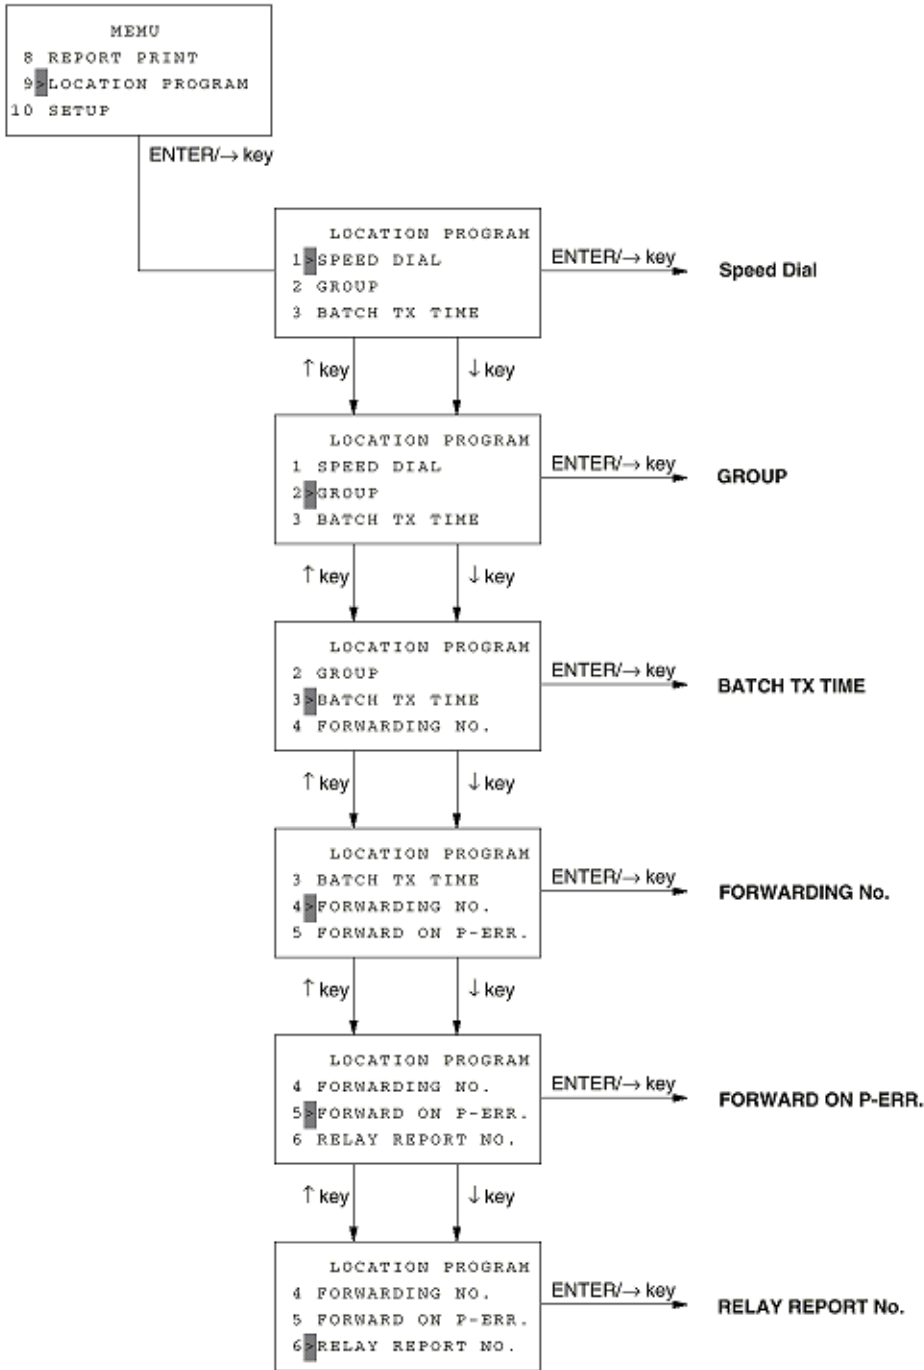 MEMU
8 REPORT PRINT
9>LOCATION PROGRAM
10 SETUP
ENTER/→ key
LOCATION PROGRAM
1>SPEED DIAL
2 GROUP
3 BATCH TX TIME
ENTER/→ key
Speed Dial
↑ key
↓ key
LOCATION PROGRAM
1 SPEED DIAL
2>GROUP
3 BATCH TX TIME
ENTER/→ key
GROUP
↑ key
↓ key
LOCATION PROGRAM
2 GROUP
3>BATCH TX TIME
4 FORWARDING NO.
ENTER/→ key
BATCH TX TIME
↑ key
↓ key
LOCATION PROGRAM
3 BATCH TX TIME
4>FORWARDING NO.
5 FORWARD ON P-ERR.
ENTER/→ key
FORWARDING No.
↑ key
↓ key
LOCATION PROGRAM
4 FORWARDING NO.
5>FORWARD ON P-ERR.
6 RELAY REPORT NO.
ENTER/→ key
FORWARD ON P-ERR.
↑ key
↓ key
LOCATION PROGRAM
4 FORWARDING NO.
5 FORWARD ON P-ERR.
6>RELAY REPORT NO.
ENTER/→ key
RELAY REPORT No.